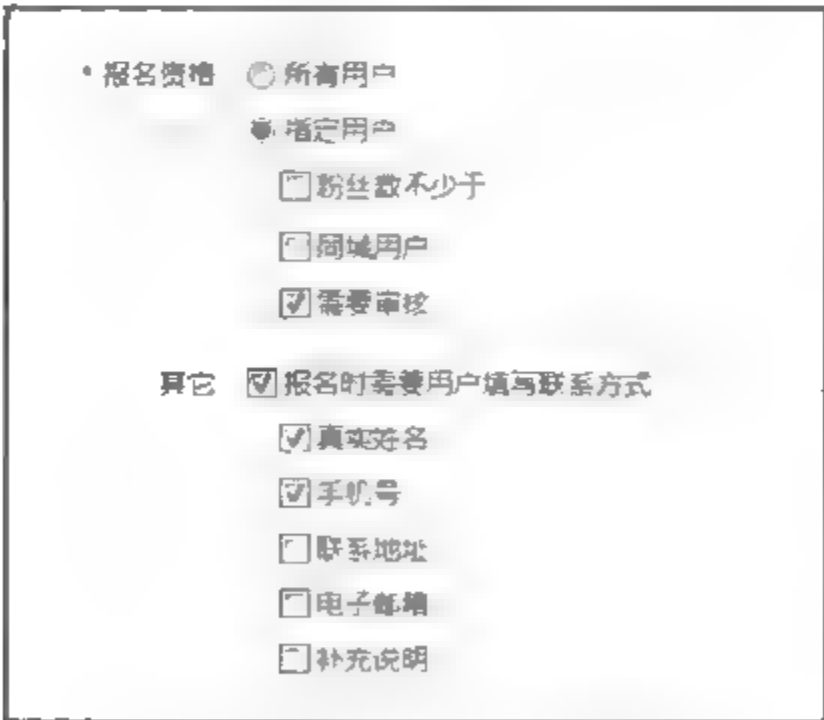 * 报名资格 所有用户
指定用户
粉丝数不少于
同城用户
需要审核
其它 报名时需要用户填写联系方式
真实姓名
手机号
联系地址
电子邮箱
补充说明